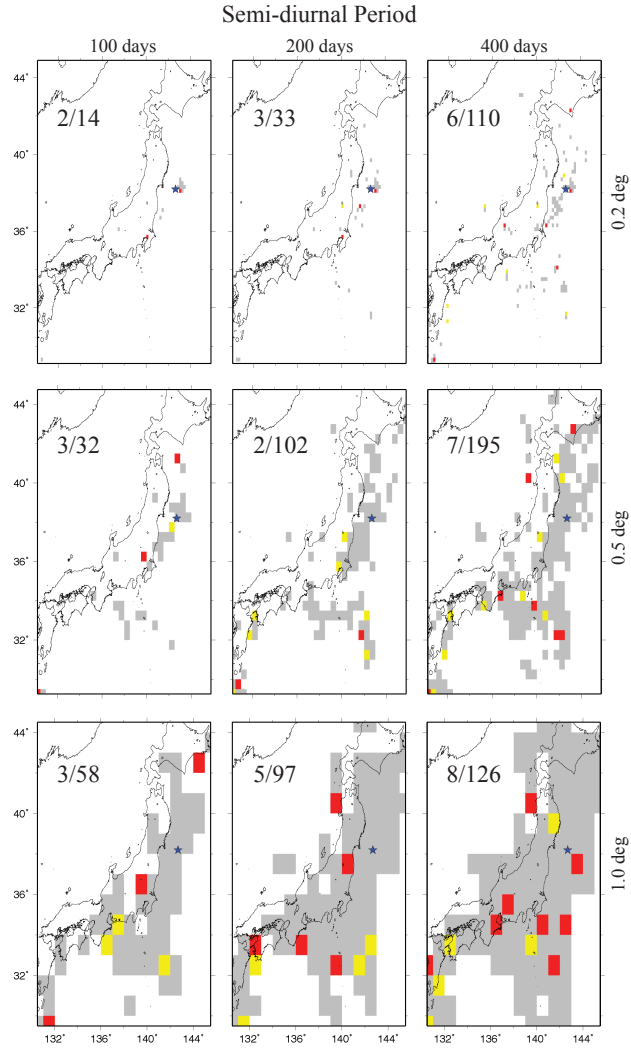 Semi-diurnal Period
100 days 200 days 400 days
44°
40°
36°
32°
2/14 3/33 6/110
0.2 deg
44°
40°
36°
32°
3/32 2/102 7/195
0.5 deg
44°
40°
36°
32°
3/58 5/97 8/126
1.0 deg
132° 136° 140° 144° 132° 136° 140° 144° 132° 136° 140° 144°